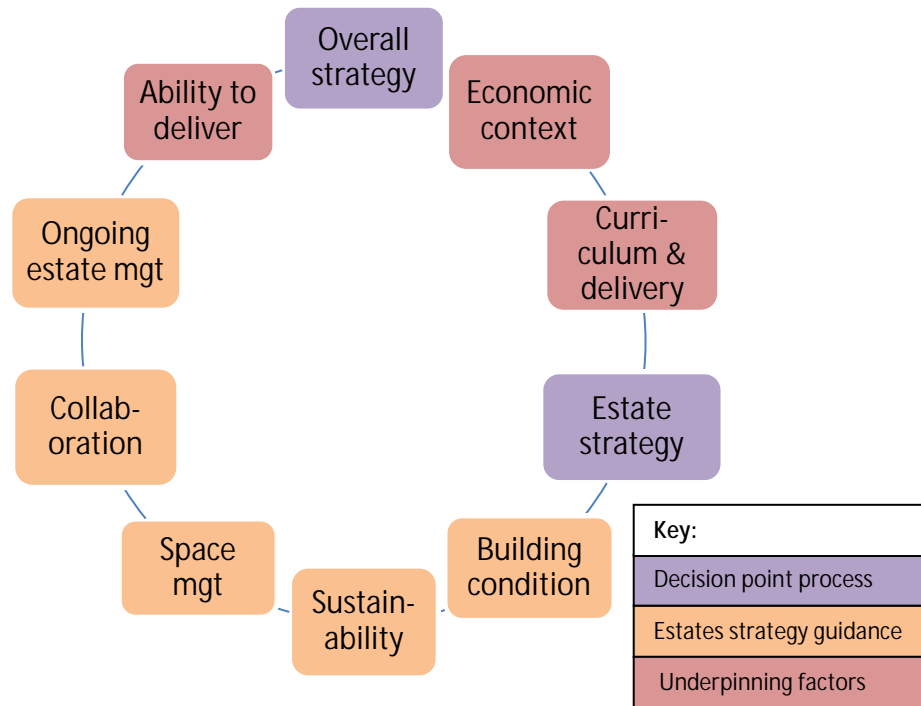 Overall
strategy
Economic
context
Curri-
culum &
delivery
Estate
strategy
Building
condition
Sustain-
ability
Space
mgt
Collab-
oration
Ongoing
estate mgt
Ability to
deliver
Key:
Decision point process
Estates strategy guidance
Underpinning factors